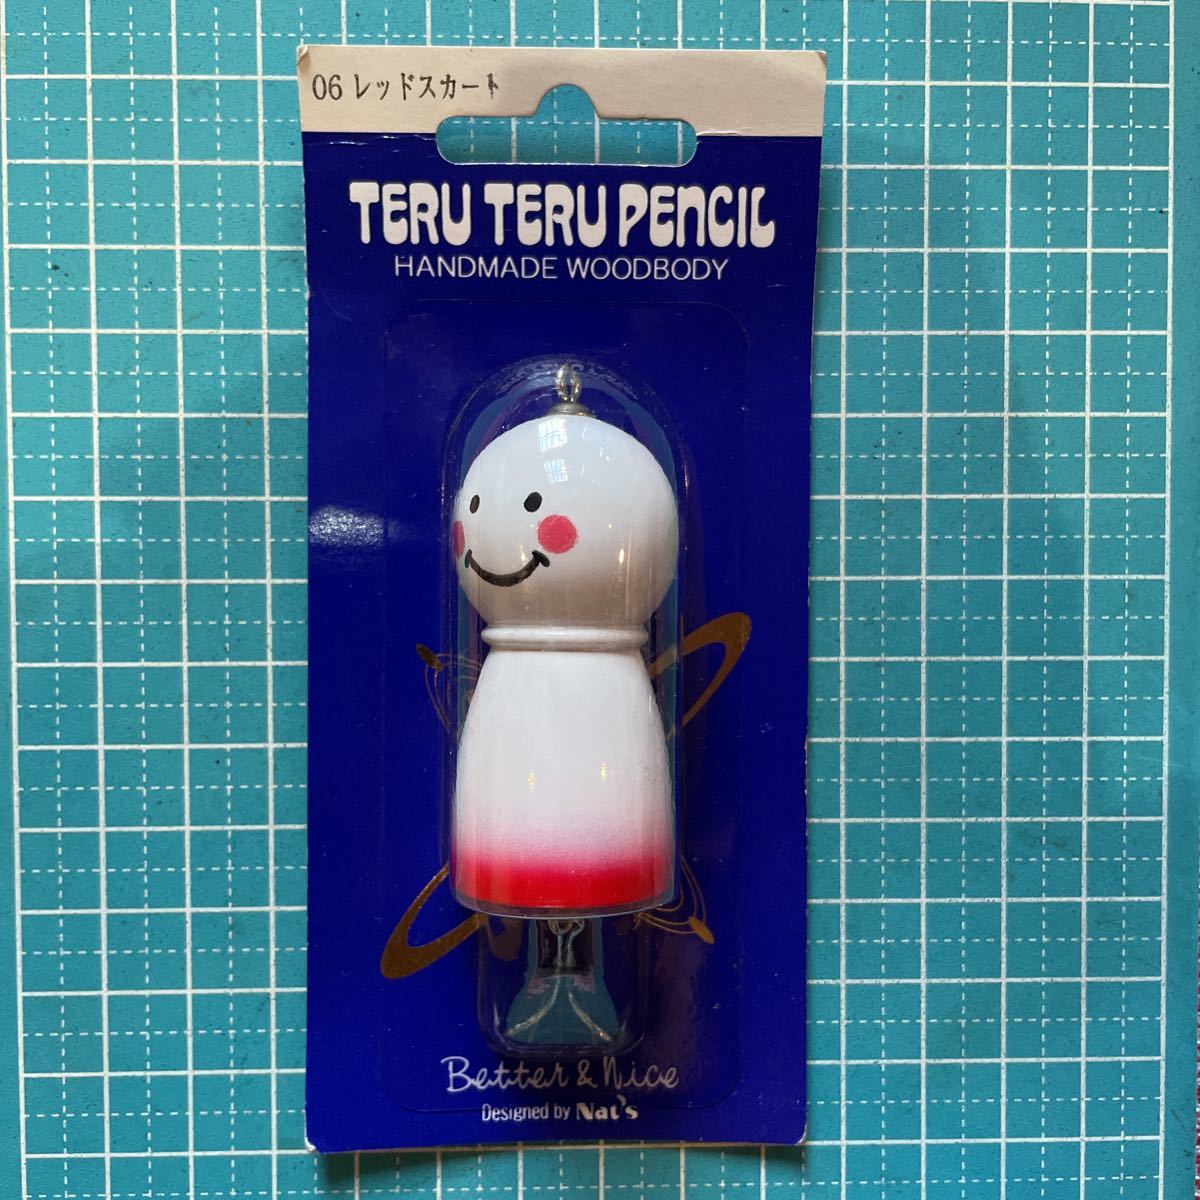 06 レッドスカート
TERU TERU PENCIL
HANDMADE WOODBODY
Better & Nice
Designed by Nat's